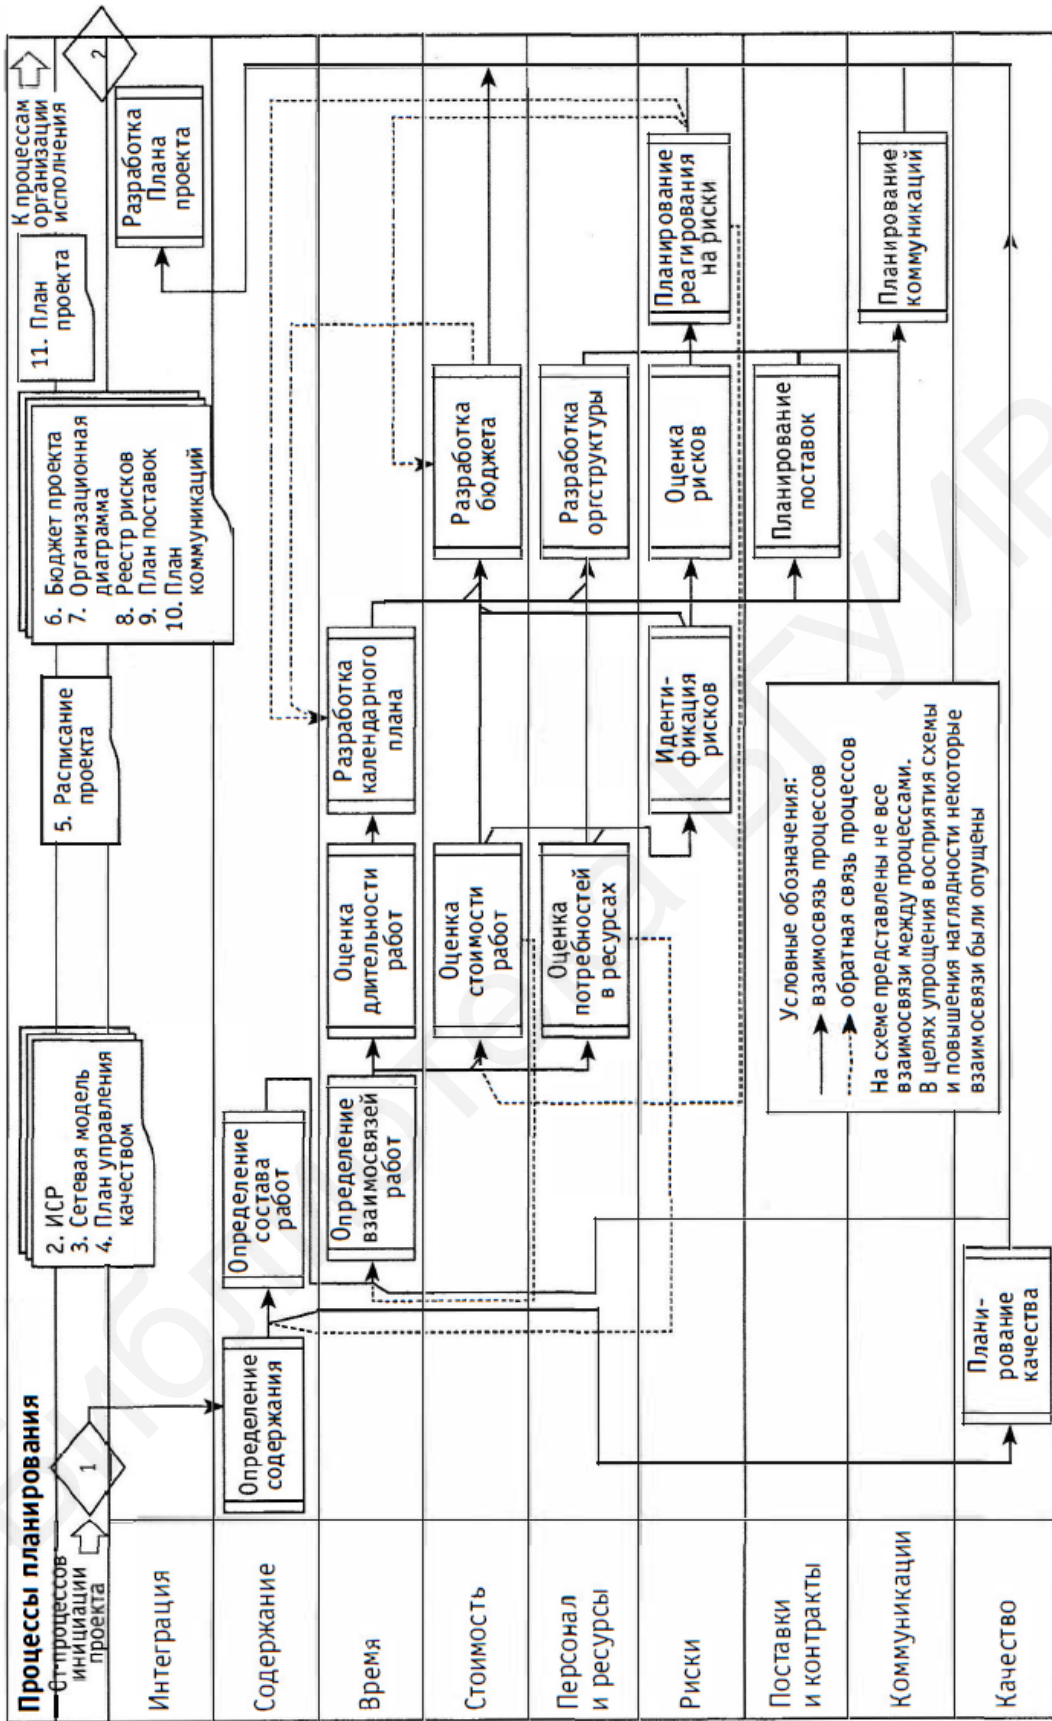 Процессы планирования
От процессов
инициации
проекта
1
2. ИСР
3. Сетевая модель
4. План управления
качеством
5. Расписание
проекта
6. Бюджет проекта
7. Организационная
диаграмма
8. Реестр рисков
9. План поставок
10. План
коммуникаций
11. План
проекта
К процессам
организации
исполнения
2
Интеграция
Разработка
Плана
проекта
Содержание
Определение
содержания
Определение
состава
работ
Время
Определение
взаимосвязей
работ
Оценка
длительности
работ
Разработка
календарного
плана
Стоимость
Оценка
стоимости
работ
Разработка
бюджета
Персонал
и ресурсы
Оценка
потребностей
в ресурсах
Разработка
оргструктуры
Риски
Иденти-
фикация
рисков
Оценка
рисков
Планирование
реагирования
на риски
Поставки
и контракты
Планирование
поставок
Коммуникации
Планирование
коммуникаций
Качество
Плани-
рование
качества
Условные обозначения:
взаимосвязь процессов
обратная связь процессов
На схеме представлены не все
взаимосвязи между процессами.
В целях упрощения восприятия схемы
и повышения наглядности некоторые
взаимосвязи были опущены
Библиотека БГУИР